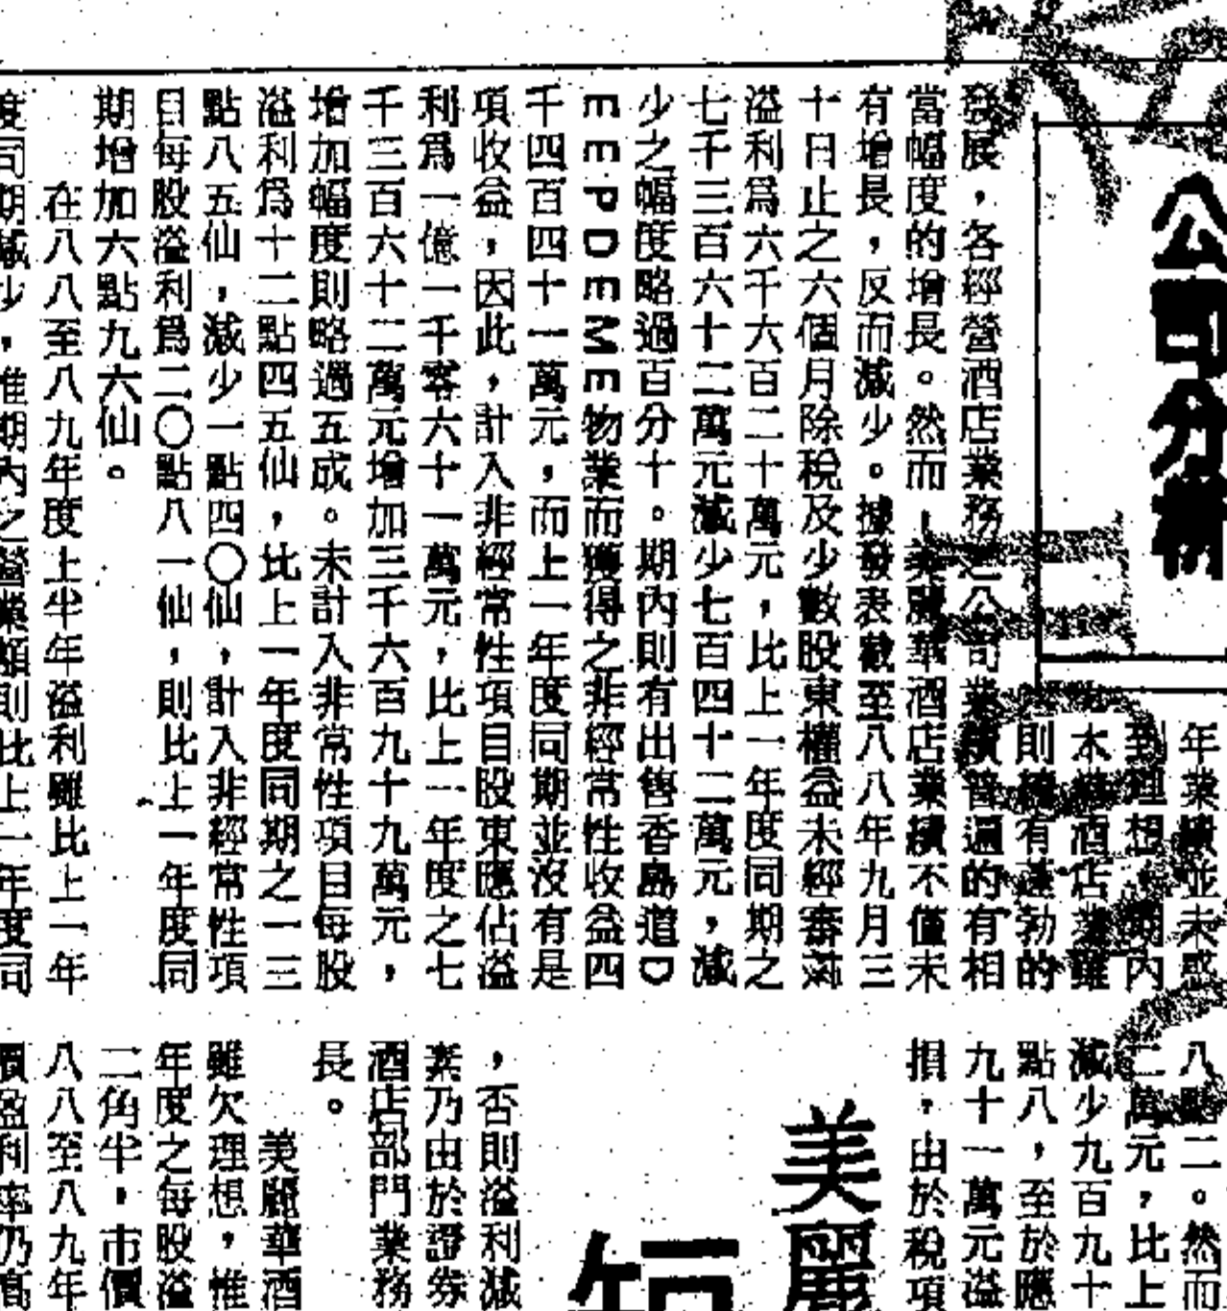 公司分析
年業績並未
則 有蓬勃的
發展，各經營酒店業務之公司業績普遍的有相
當幅度的增長。然而，美麗華酒店業績不僅未
有增長，反而減少。據發表截至八八年九月三
十日止之六個月除稅及少數股東權益未經審
溢利爲六千六百二十萬元，比上一年度同期之
七千三百六十二萬元減少七百四十二萬元，減
少之幅度略過百分十。期內則有出售香島道D
EEPDEME物業而獲得之非經常性收益四
千四百四十一萬元，而上一年度同期並沒有是
項收益，因此，計入非經常性項目股東應佔溢
利爲一億一千零六十一萬元，比上一年度之七
千三百六十二萬元增加三千六百九十九萬元，
增加幅度則略過五成。未計入非常性項目每股
溢利爲十二點四五仙，比上一年度同期之一三
點八五仙，減少一點四〇仙，計入非經常性項
目每股溢利爲二〇點八一仙，則比上一年度同
期增加六點九六仙。
在八八至八九年度上半年溢利雖比上一年
度同期減少，惟期內之營業額則比上一年度同
八點二。然而
二萬元，比上
減少九百九十
點八，至於應
九十一萬元溢
損，由於稅項
美麗
，否則溢利減
素乃由於證券
酒店部門業務
長。
美麗華酒
雖欠理想，惟
年度之每股溢
二角半，市價
八八至八九年
價盈利率仍高